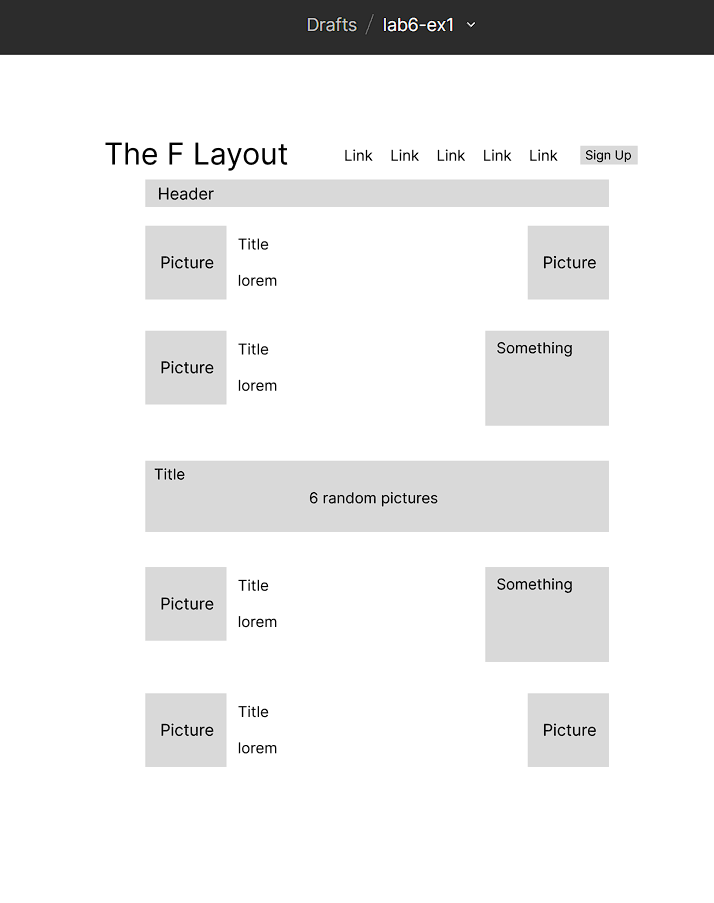 Drafts / lab6-ex1
The F Layout Link Link Link Link Link Sign Up
Header
Picture Title Picture
lorem
Picture Title Something
lorem
Title
6 random pictures
Picture Title Something
lorem
Picture Title Picture
lorem